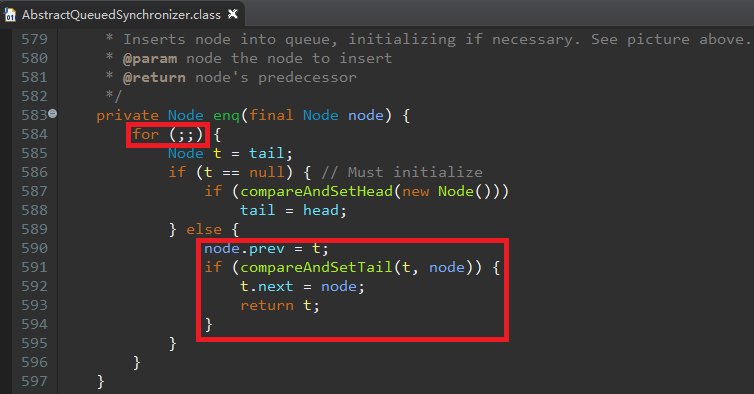 AbstractQueuedSynchronizer.class
579 * Inserts node into queue, initializing if necessary. See picture above.
580 * @param node the node to insert
581 * @return node's predecessor
582 */
583 private Node enq(final Node node) {
584 for (;;) {
585 Node t = tail;
586 if (t == null) { // Must initialize
587 if (compareAndSetHead(new Node()))
588 tail = head;
589 } else {
590 node.prev = t;
591 if (compareAndSetTail(t, node)) {
592 t.next = node;
593 return t;
594 }
595 }
596 }
597 }